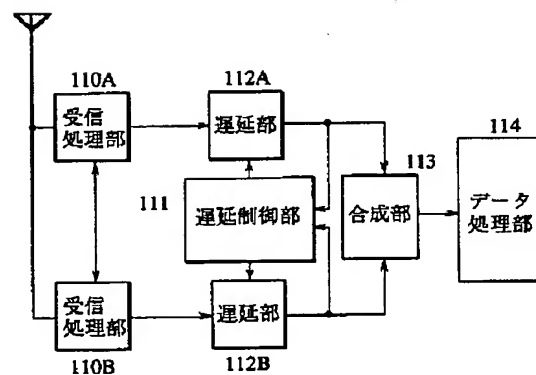 110A
受信
処理部
112A
遅延部
111
遅延制御部
113
合成部
114
データ
処理部
受信
処理部
110B
遅延部
112B